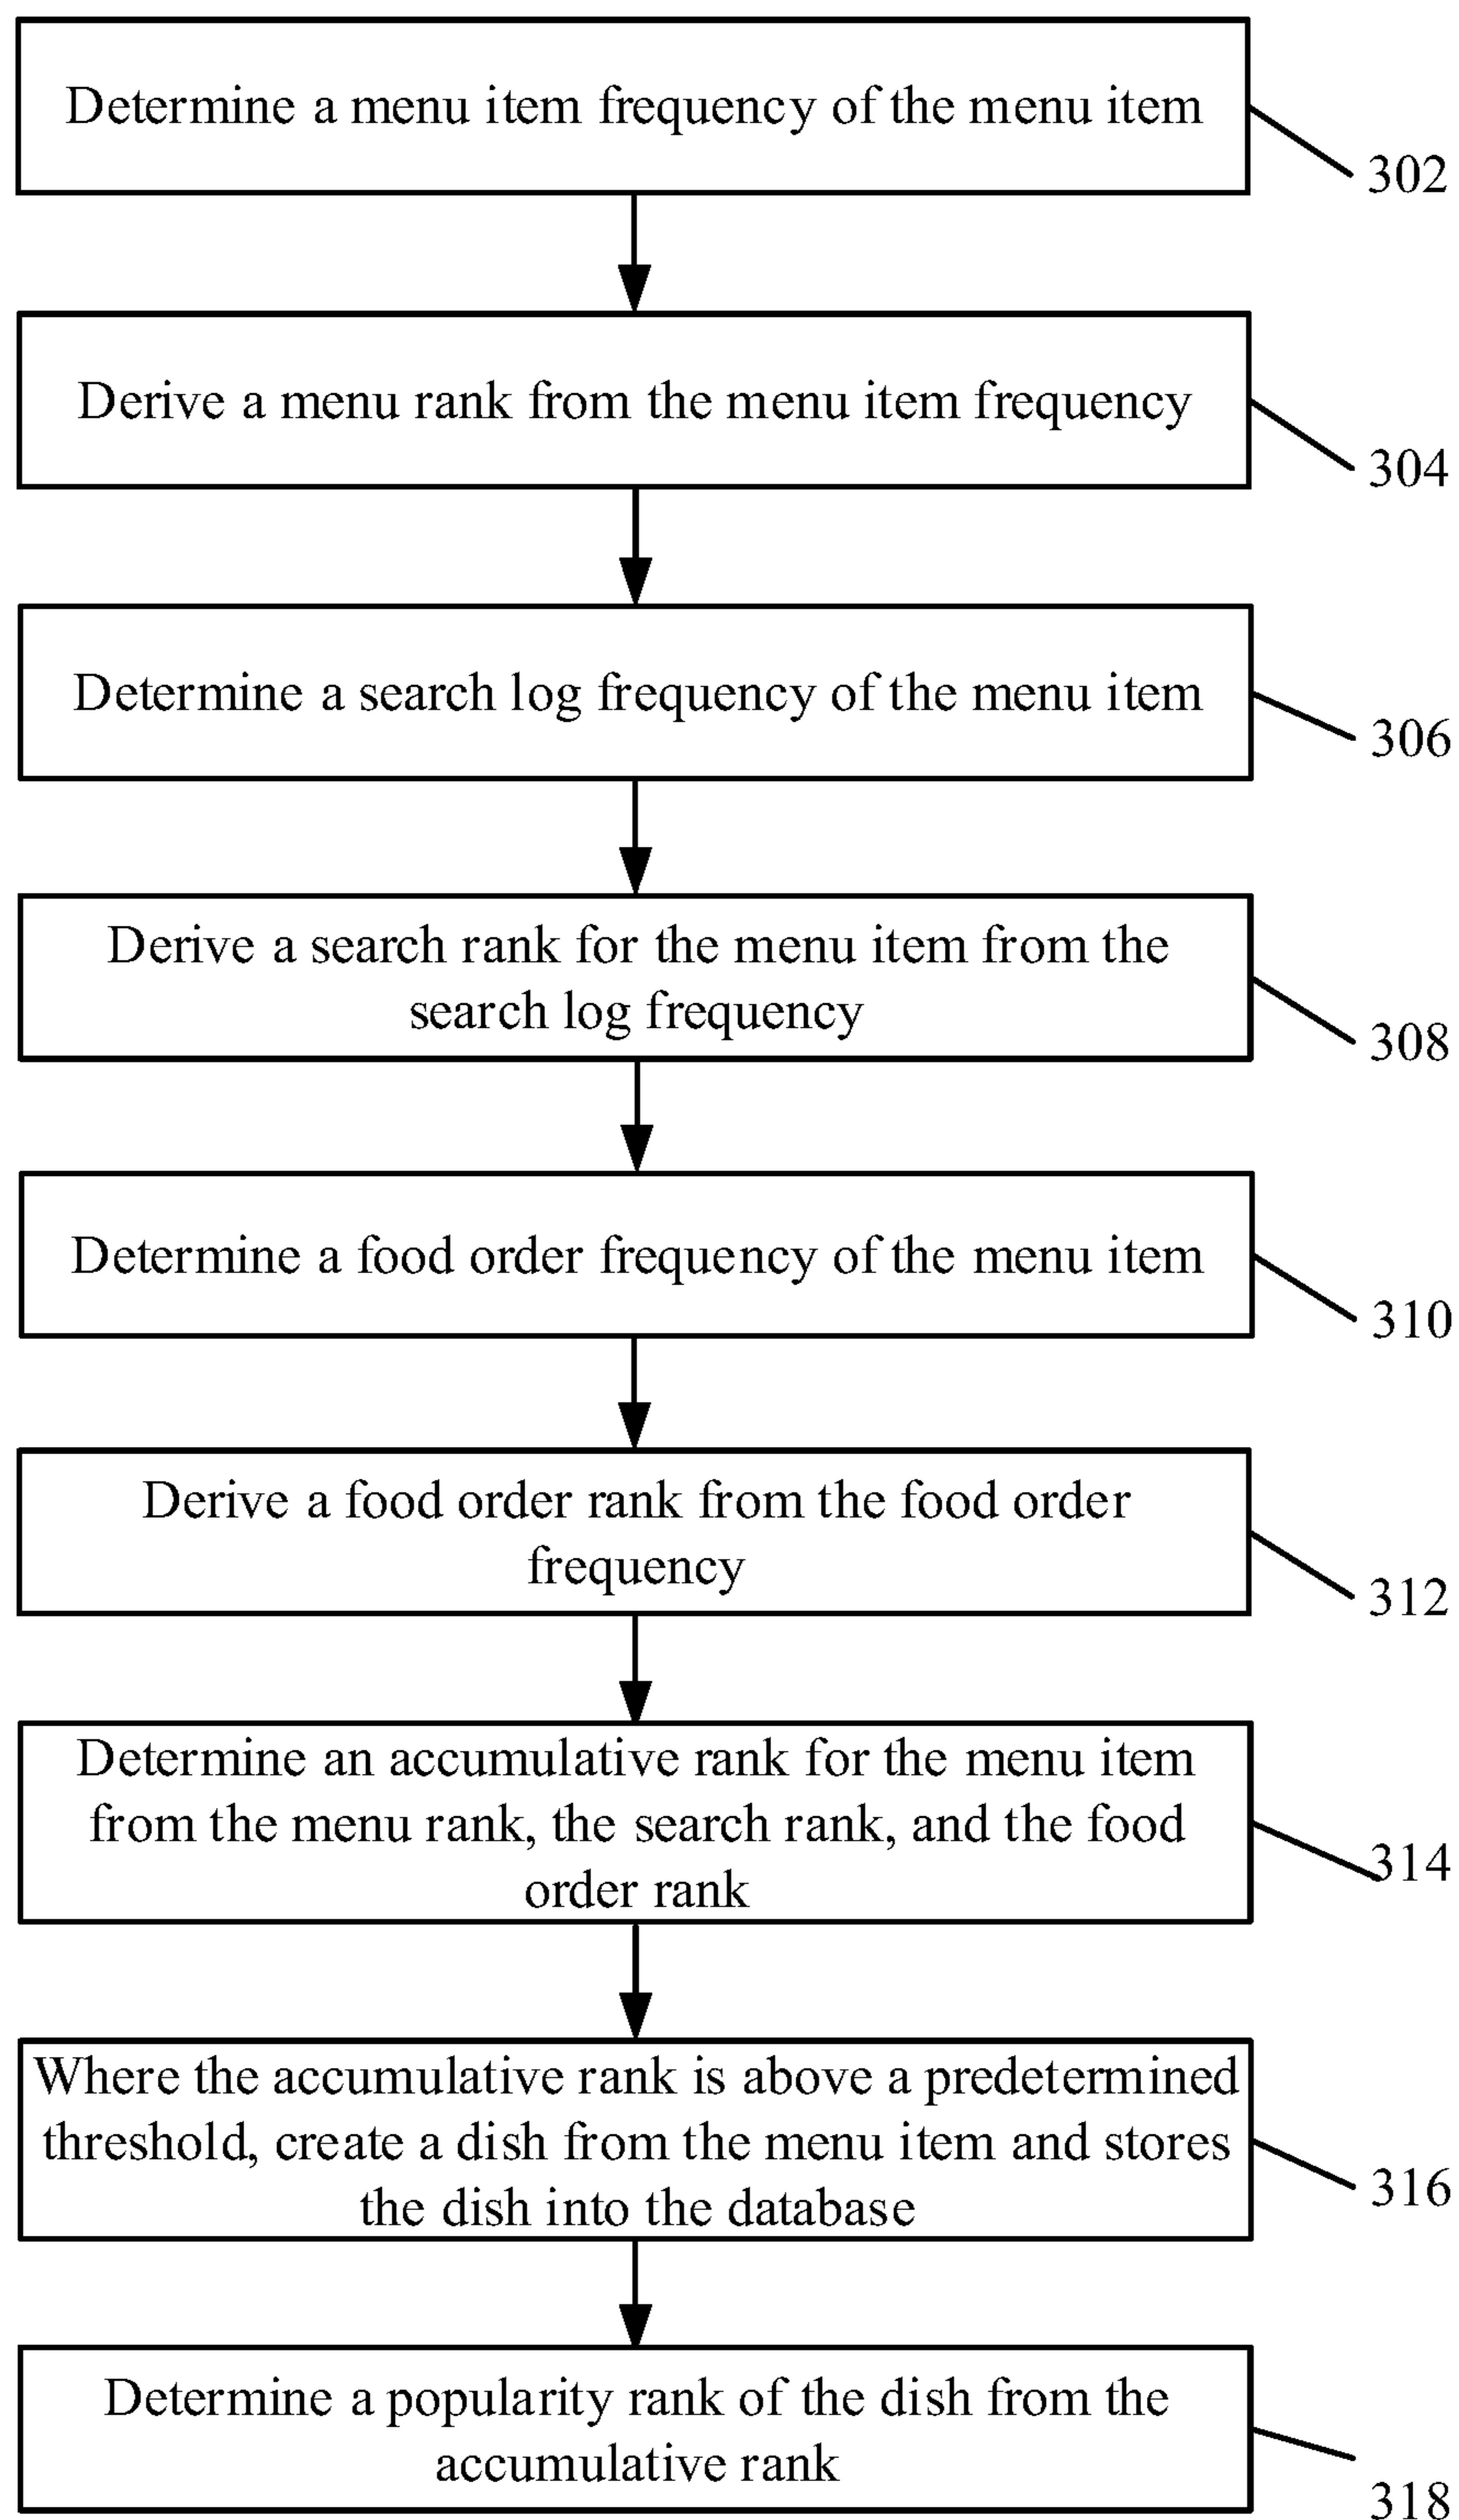 Determine a menu item frequency of the menu item
302
Derive a menu rank from the menu item frequency
304
Determine a search log frequency of the menu item
306
Derive a search rank for the menu item from the
search log frequency
308
Determine a food order frequency of the menu item
310
Derive a food order rank from the food order
frequency
312
Determine an accumulative rank for the menu item
from the menu rank, the search rank, and the food
order rank
314
Where the accumulative rank is above a predetermined
threshold, create a dish from the menu item and stores
the dish into the database
316
Determine a popularity rank of the dish from the
accumulative rank
318